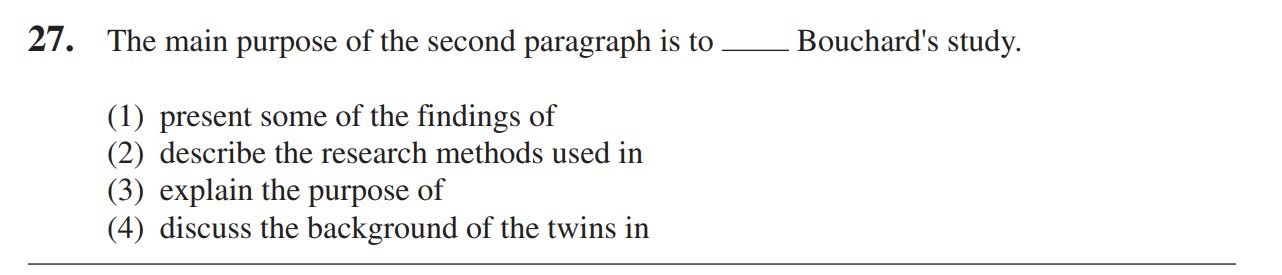 27. The main purpose of the second paragraph is to ____ Bouchard's study.
(1) present some of the findings of
(2) describe the research methods used in
(3) explain the purpose of
(4) discuss the background of the twins in